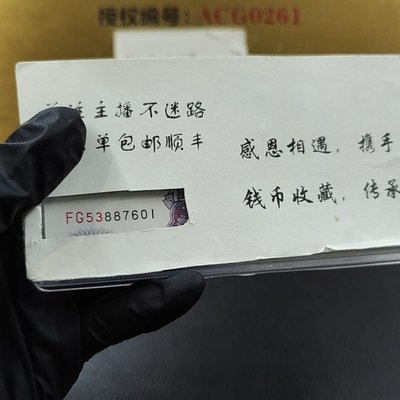 授权编号：ACG0261
主播不迷路
单包邮顺丰
感恩相遇，携手
钱币收藏，传承
FG53887601